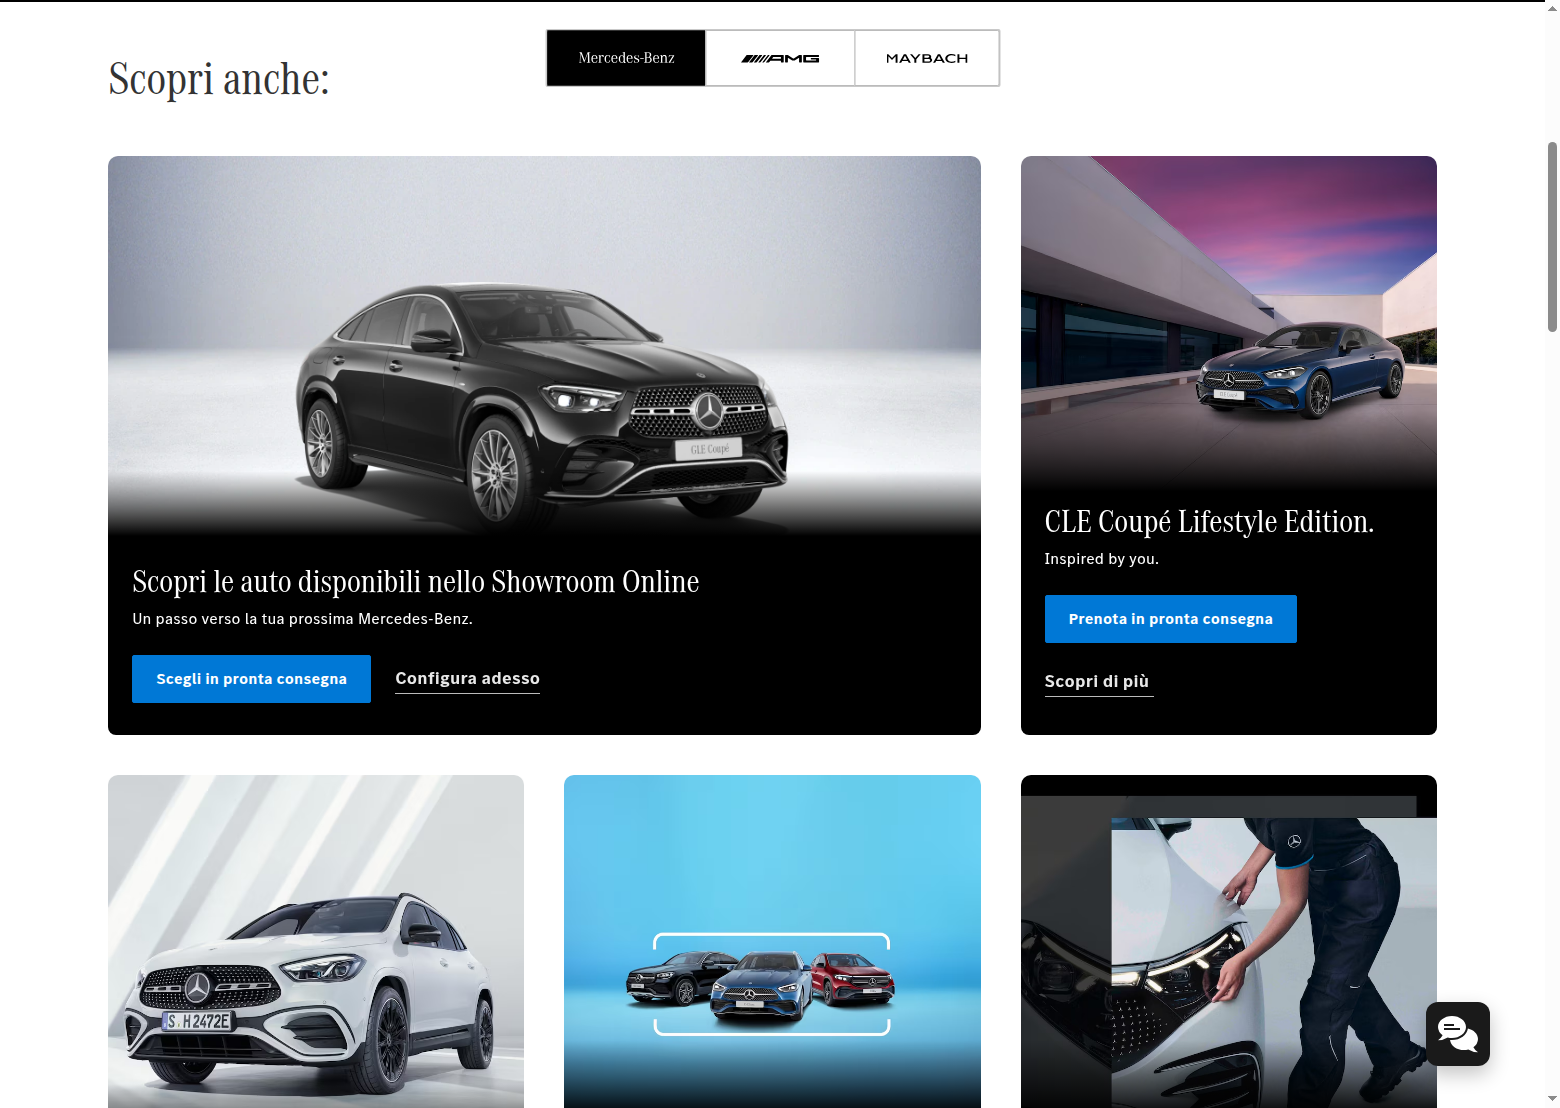 Mercedes-Benz
AMG
MAYBACH
Scopri anche:
GLE Coupé
Scopri le auto disponibili nello Showroom Online
Un passo verso la tua prossima Mercedes-Benz.
Scegli in pronta consegna
Configura adesso
CLE Coupé
CLE Coupé Lifestyle Edition.
Inspired by you.
Prenota in pronta consegna
Scopri di più
S H 2472E